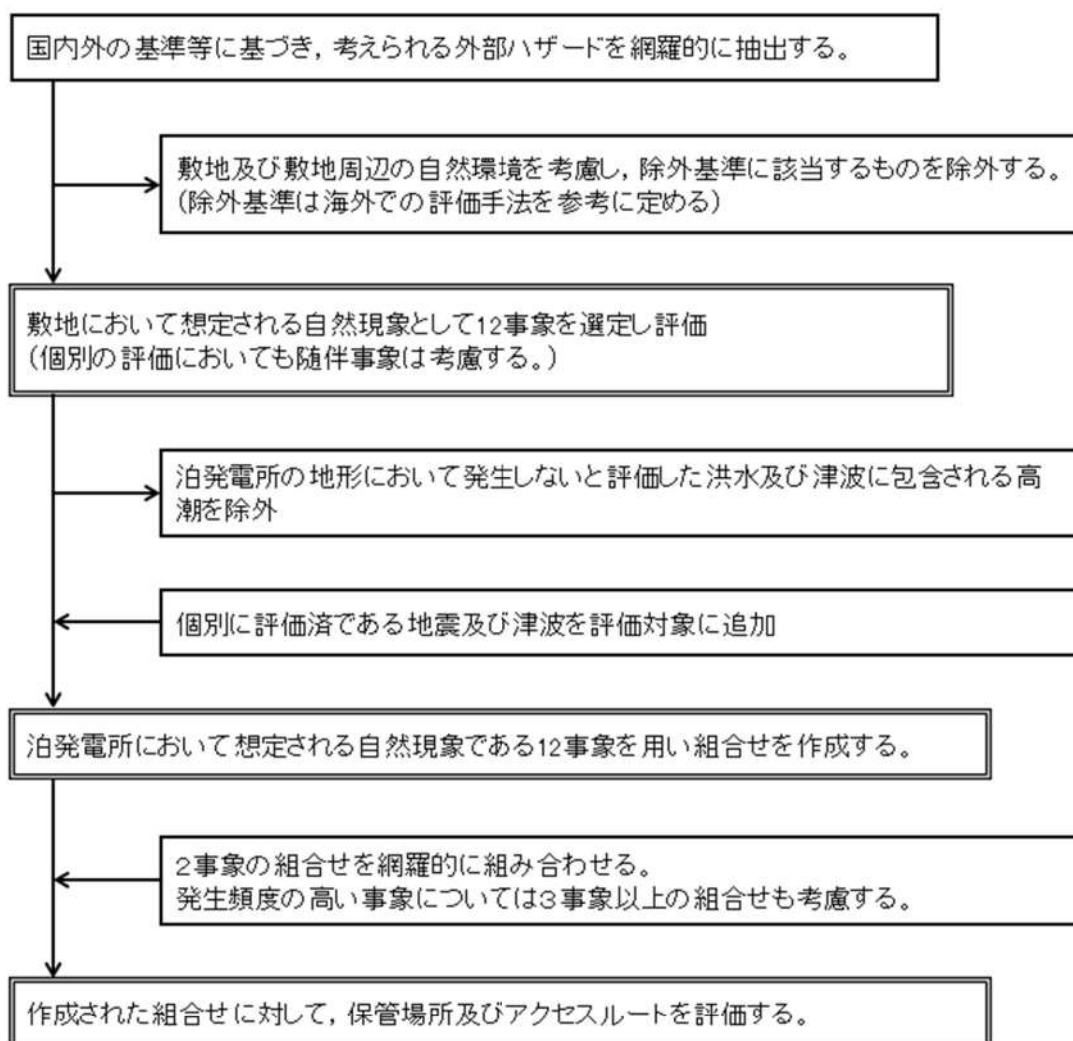 国内外の基準等に基づき，考えられる外部ハザードを網羅的に抽出する。
敷地及び敷地周辺の自然環境を考慮し，除外基準に該当するものを除外する。
（除外基準は海外での評価手法を参考に定める）
敷地において想定される自然現象として12事象を選定し評価
（個別の評価においても随伴事象は考慮する。）
泊発電所の地形において発生しないと評価した洪水及び津波に包含される高
潮を除外
個別に評価済である地震及び津波を評価対象に追加
泊発電所において想定される自然現象である12事象を用い組合せを作成する。
２事象の組合せを網羅的に組み合わせる。
発生頻度の高い事象については３事象以上の組合せも考慮する。
作成された組合せに対して，保管場所及びアクセスルートを評価する。